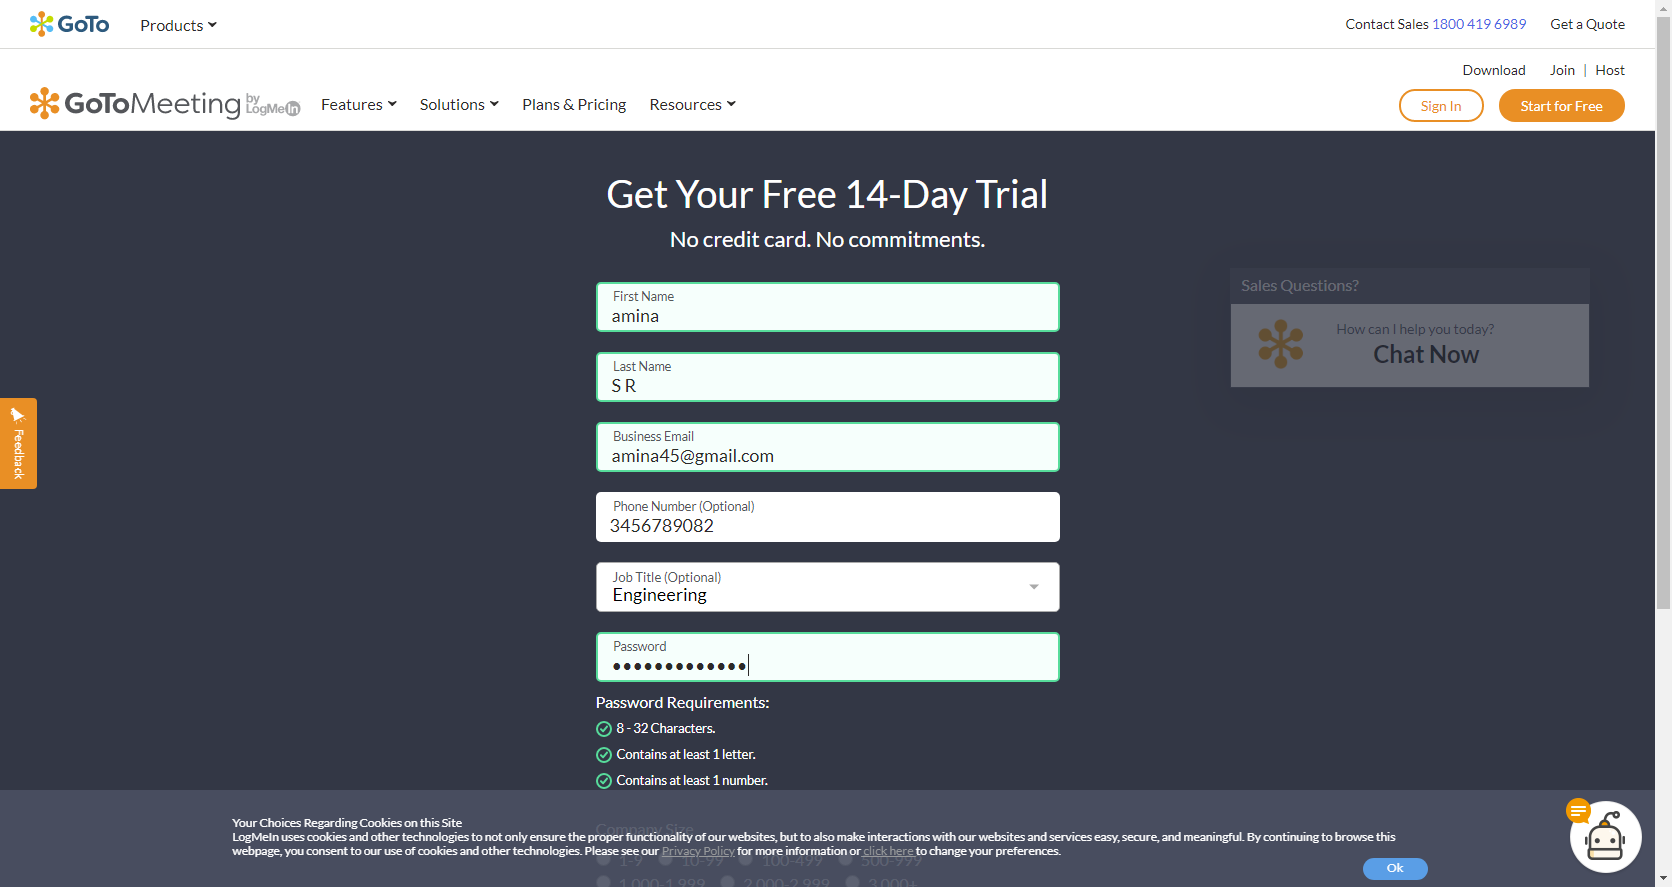 GoTo
Products
Contact Sales 1800 419 6989
Get a Quote
Download
Join | Host
GoToMeeting by LogMeIn
Features
Solutions
Plans & Pricing
Resources
Sign In
Start for Free
Get Your Free 14-Day Trial
No credit card. No commitments.
First Name
amina
Last Name
S R
Business Email
amina45@gmail.com
Phone Number (Optional)
3456789082
Job Title (Optional)
Engineering
Password
Password Requirements:
8 - 32 Characters.
Contains at least 1 letter.
Contains at least 1 number.
Sales Questions?
How can I help you today?
Chat Now
Feedback
Company Size
1-9 10-99 100-499 500-999
1,000-1,999 2,000-2,999 3,000+
Your Choices Regarding Cookies on this Site
LogMeIn uses cookies and other technologies to not only ensure the proper functionality of our websites, but to also make interactions with our websites and services easy, secure, and meaningful. By continuing to browse this
webpage, you consent to our use of cookies and other technologies. Please see our Privacy Policy for more information or click here to change your preferences.
Ok